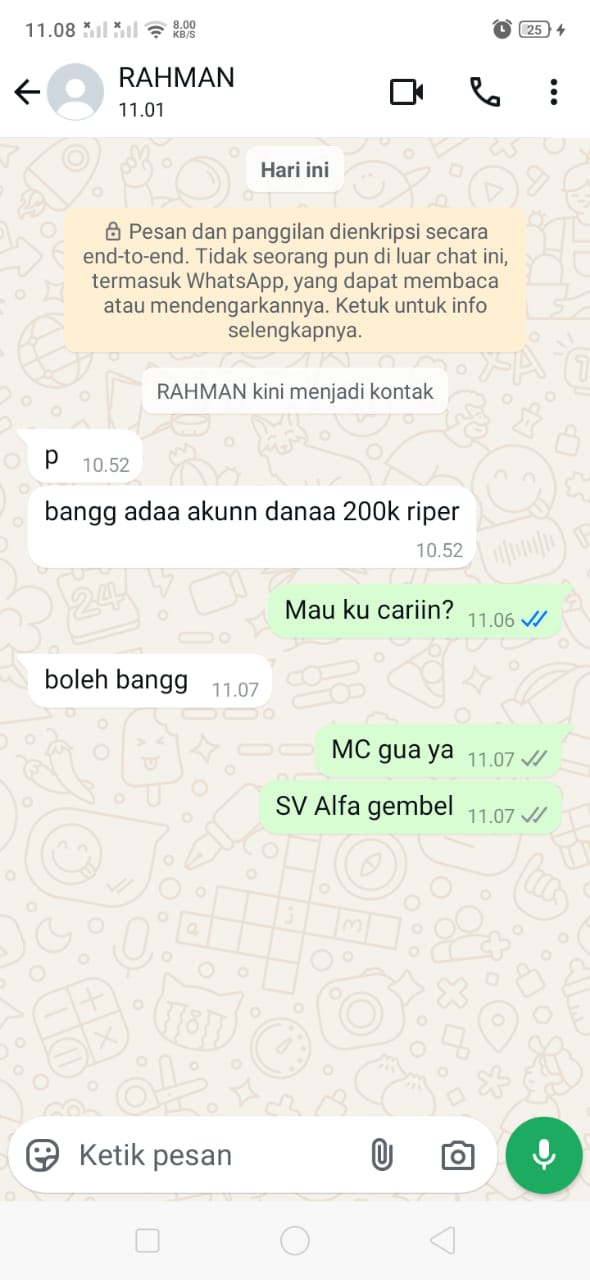 11.08 8.00 KB/S 25
RAHMAN
11.01
Hari ini
Pesan dan panggilan dienkripsi secara
end-to-end. Tidak seorang pun di luar chat ini,
termasuk WhatsApp, yang dapat membaca
atau mendengarkannya. Ketuk untuk info
selengkapnya.
RAHMAN kini menjadi kontak
p 10.52
bangg adaa akunn danaa 200k riper
10.52
Mau ku cariin? 11.06
boleh bangg 11.07
MC gua ya 11.07
SV Alfa gembel 11.07
Ketik pesan